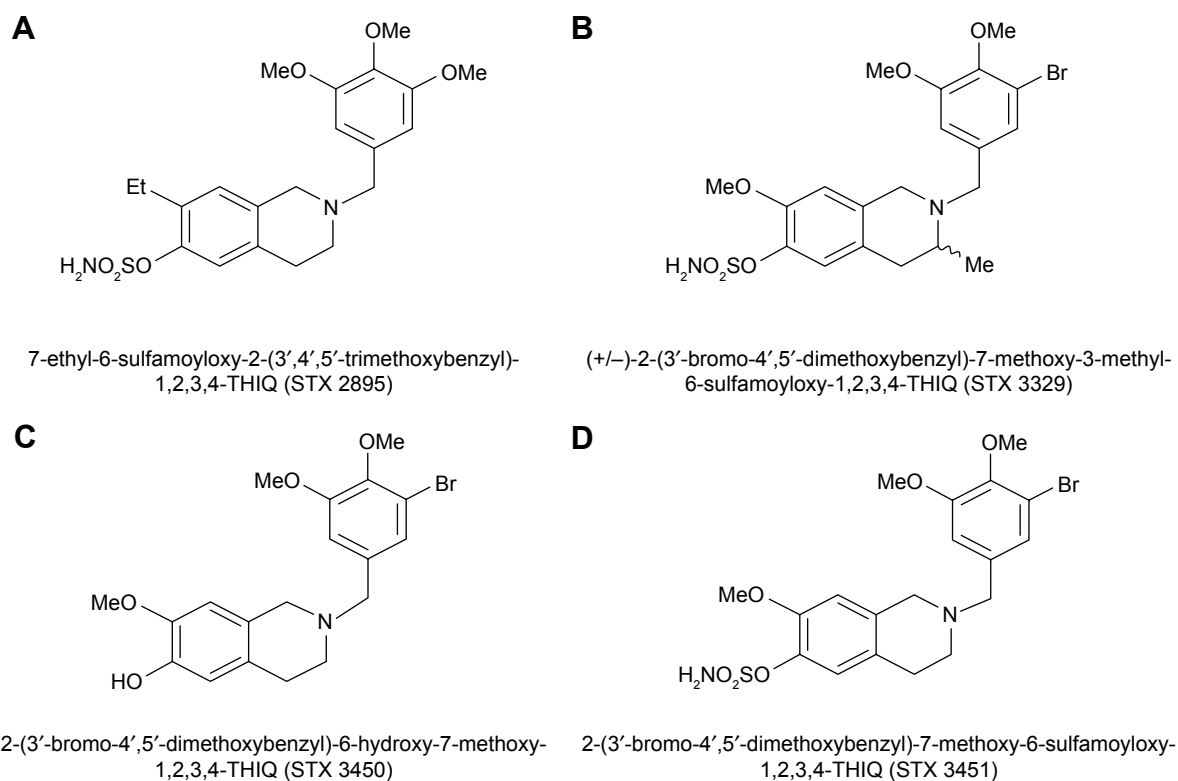 A
OMe
MeO
OMe
Et
N
H₂NO₂SO
7-ethyl-6-sulfamoyloxy-2-(3′,4′,5′-trimethoxybenzyl)-
1,2,3,4-THIQ (STX 2895)
B
OMe
MeO
Br
MeO
N
H₂NO₂SO
Me
(+/–)-2-(3′-bromo-4′,5′-dimethoxybenzyl)-7-methoxy-3-methyl-
6-sulfamoyloxy-1,2,3,4-THIQ (STX 3329)
C
OMe
MeO
Br
MeO
N
HO
2-(3′-bromo-4′,5′-dimethoxybenzyl)-6-hydroxy-7-methoxy-
1,2,3,4-THIQ (STX 3450)
D
OMe
MeO
Br
MeO
N
H₂NO₂SO
2-(3′-bromo-4′,5′-dimethoxybenzyl)-7-methoxy-6-sulfamoyloxy-
1,2,3,4-THIQ (STX 3451)